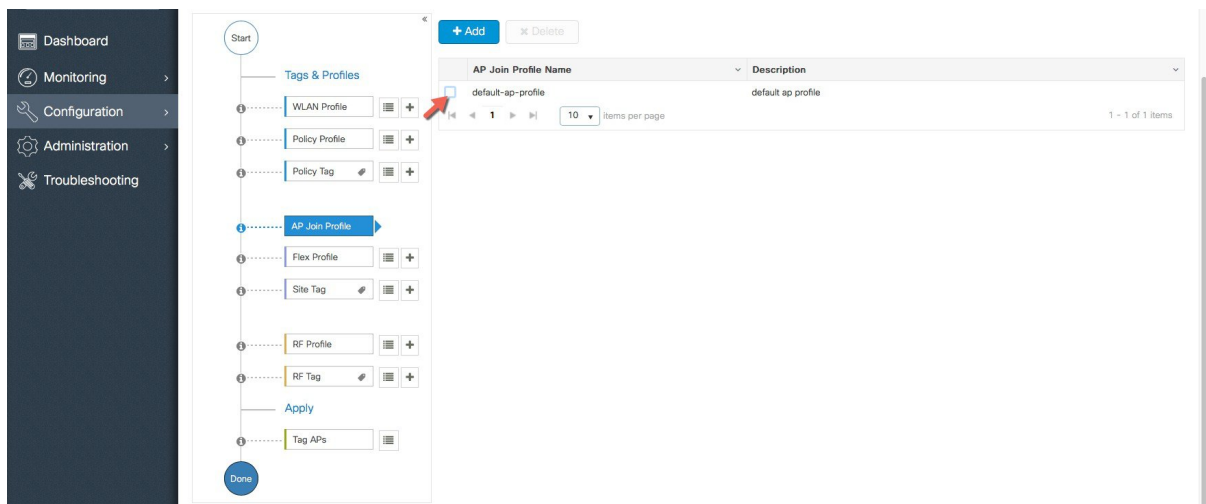 Dashboard
Monitoring
Configuration
Administration
Troubleshooting
Start
Tags & Profiles
WLAN Profile
Policy Profile
Policy Tag
AP Join Profile
Flex Profile
Site Tag
RF Profile
RF Tag
Apply
Tag APs
Done
+ Add
× Delete
AP Join Profile Name
Description
default-ap-profile
default ap profile
1
10
items per page
1 - 1 of 1 items